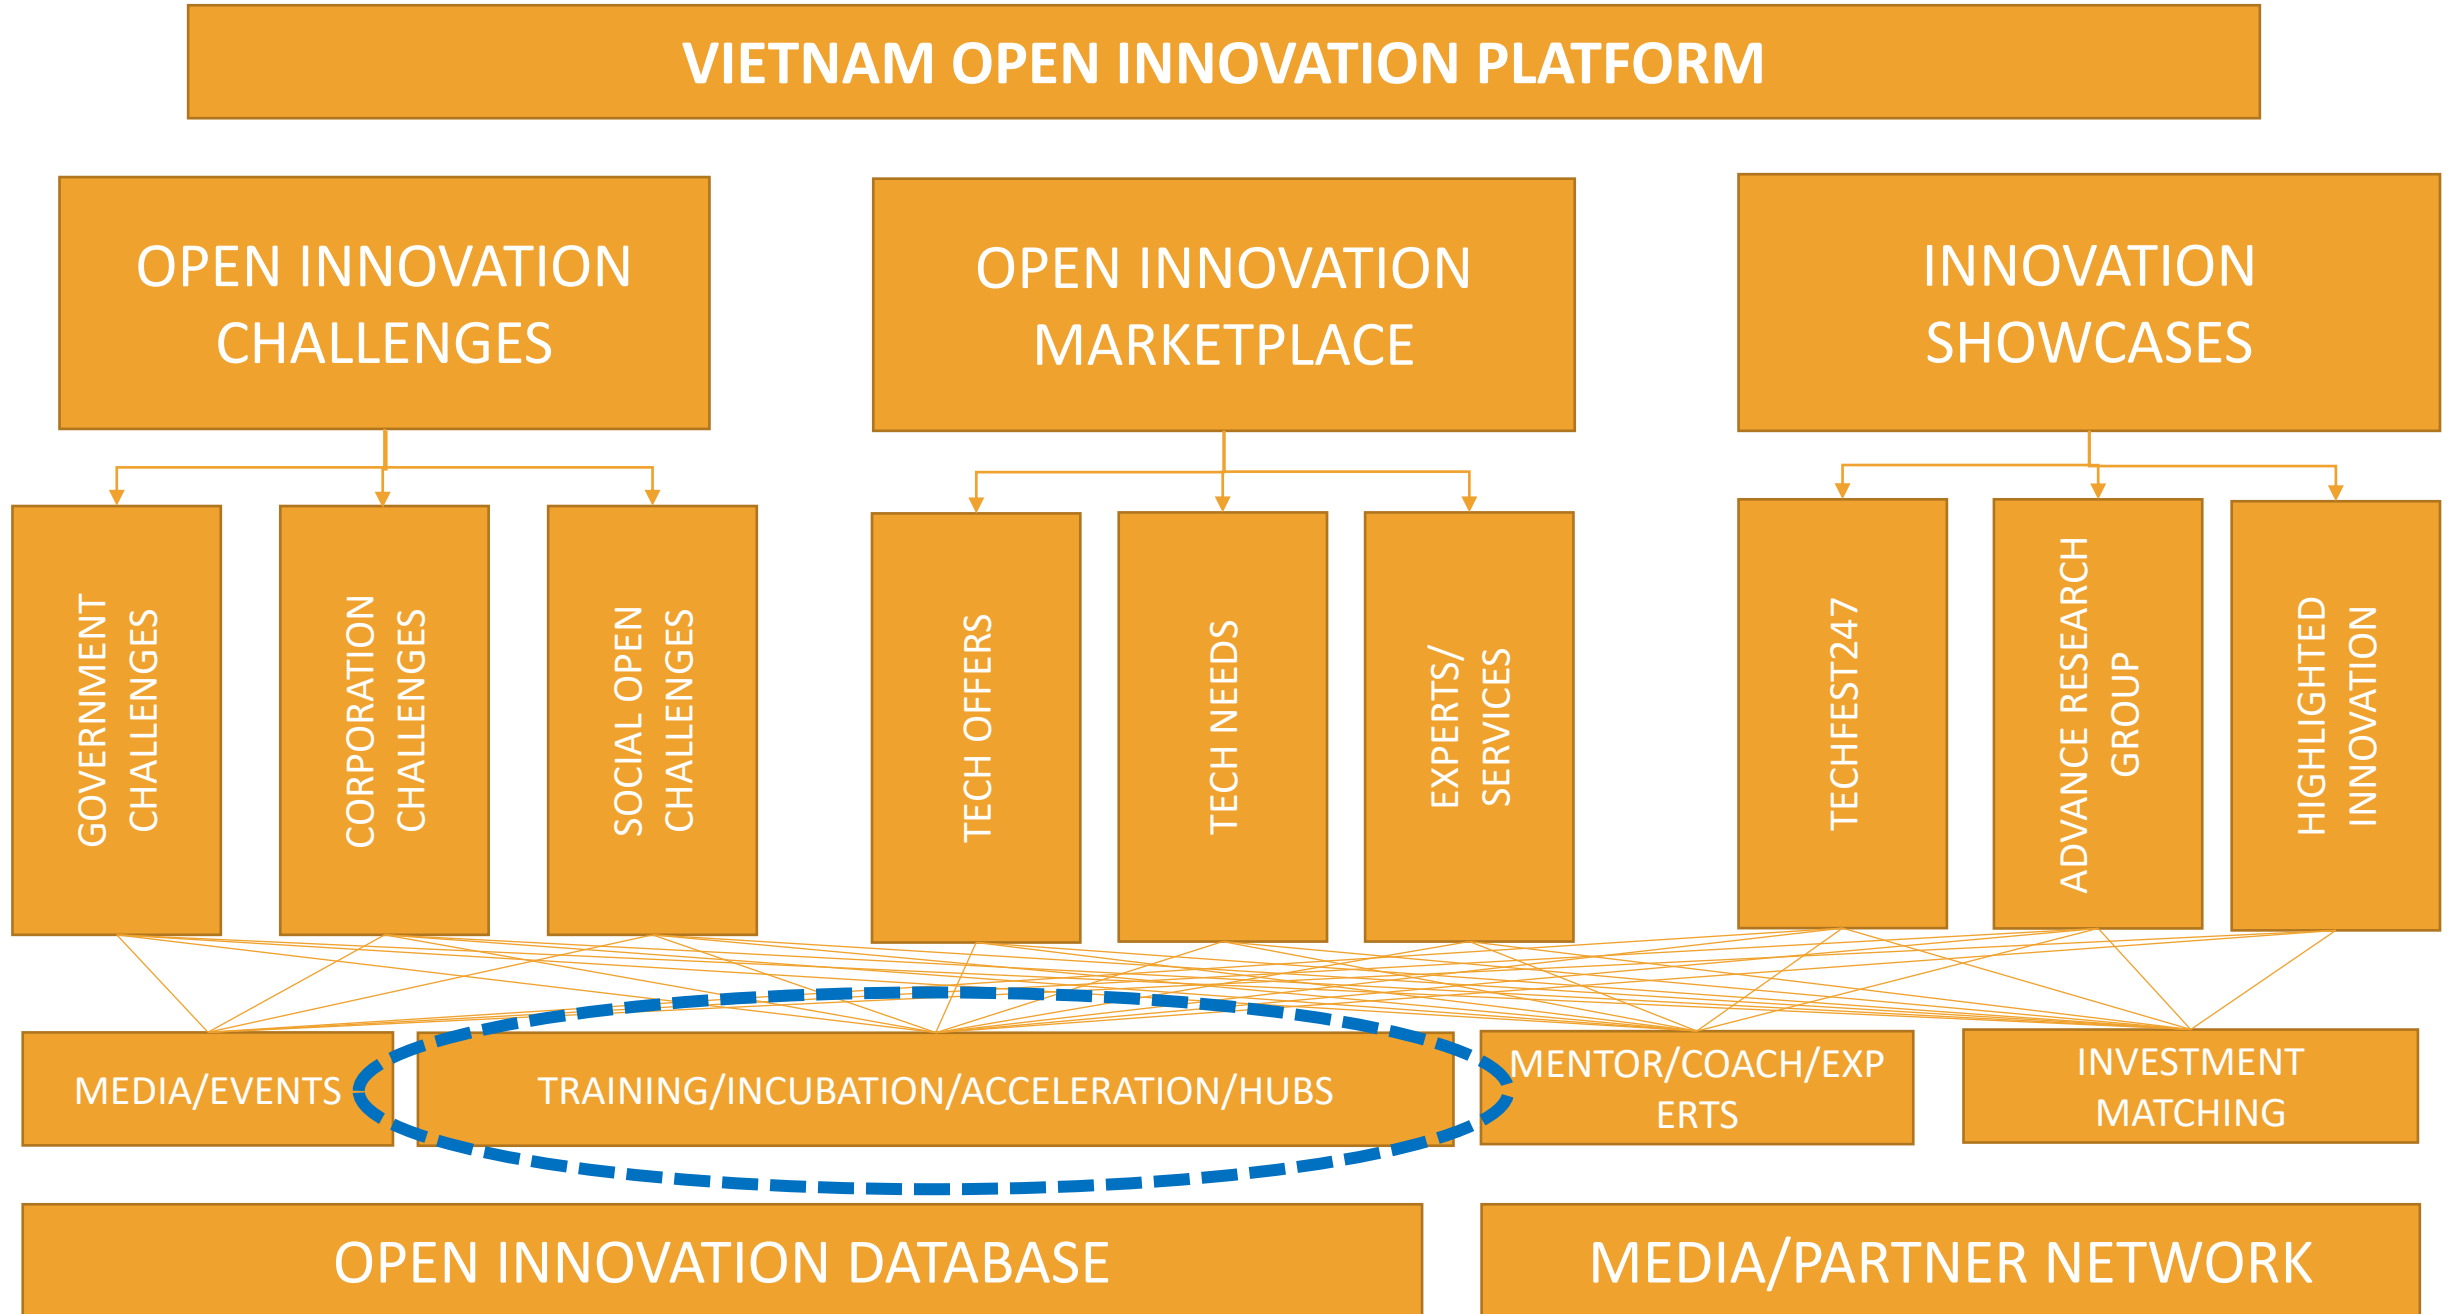 VIETNAM OPEN INNOVATION PLATFORM
OPEN INNOVATION
CHALLENGES
OPEN INNOVATION
MARKETPLACE
INNOVATION
SHOWCASES
GOVERNMENT
CHALLENGES
CORPORATION
CHALLENGES
SOCIAL OPEN
CHALLENGES
TECH OFFERS
TECH NEEDS
EXPERTS/
SERVICES
TECHFEST247
ADVANCE RESEARCH
GROUP
HIGHLIGHTED
INNOVATION
MEDIA/EVENTS
TRAINING/INCUBATION/ACCELERATION/HUBS
MENTOR/COACH/EXP
ERTS
INVESTMENT
MATCHING
OPEN INNOVATION DATABASE
MEDIA/PARTNER NETWORK